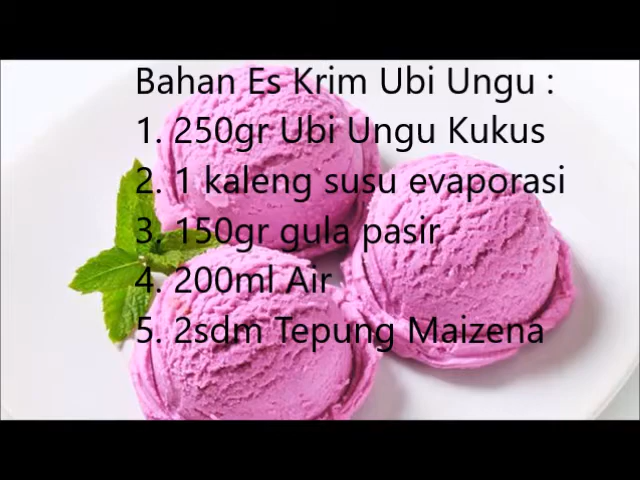 Bahan Es Krim Ubi Ungu :
1. 250gr Ubi Ungu Kukus
2. 1 kaleng susu evaporasi
3. 150gr gula pasir
4. 200ml Air
5. 2sdm Tepung Maizena